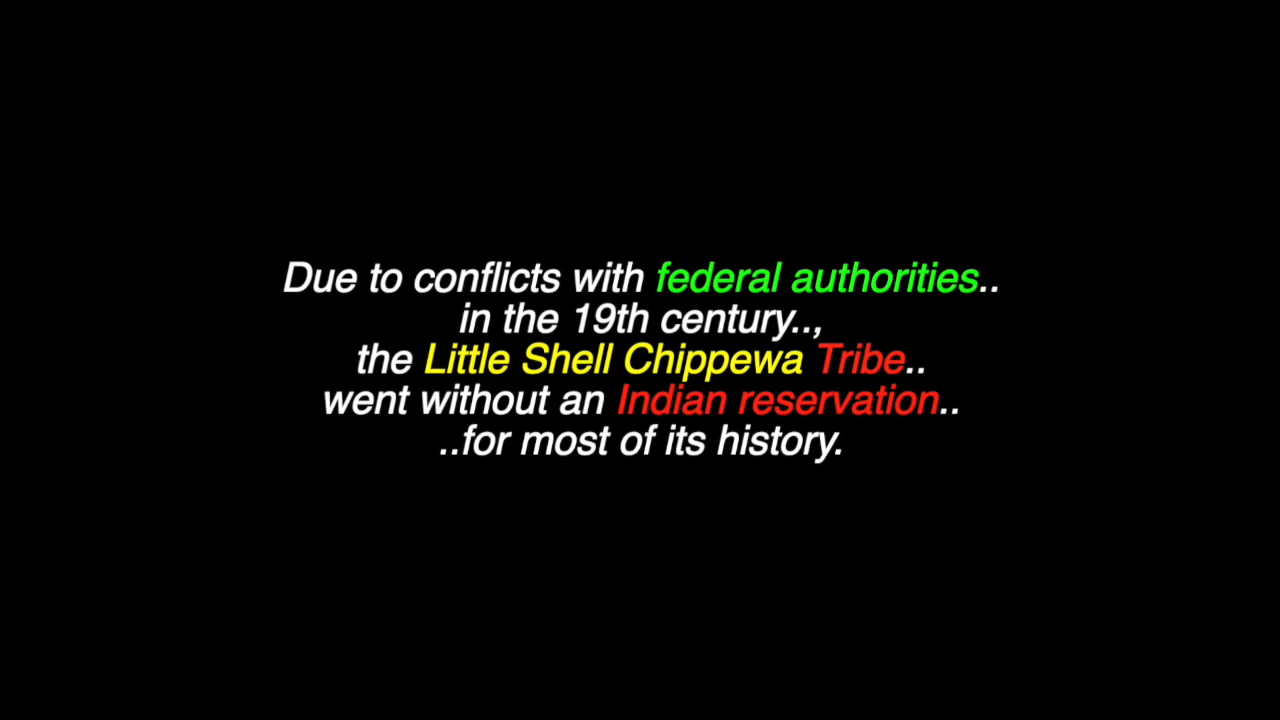 Due to conflicts with federal authorities..
in the 19th century..,
the Little Shell Chippewa Tribe..
went without an Indian reservation..
..for most of its history.